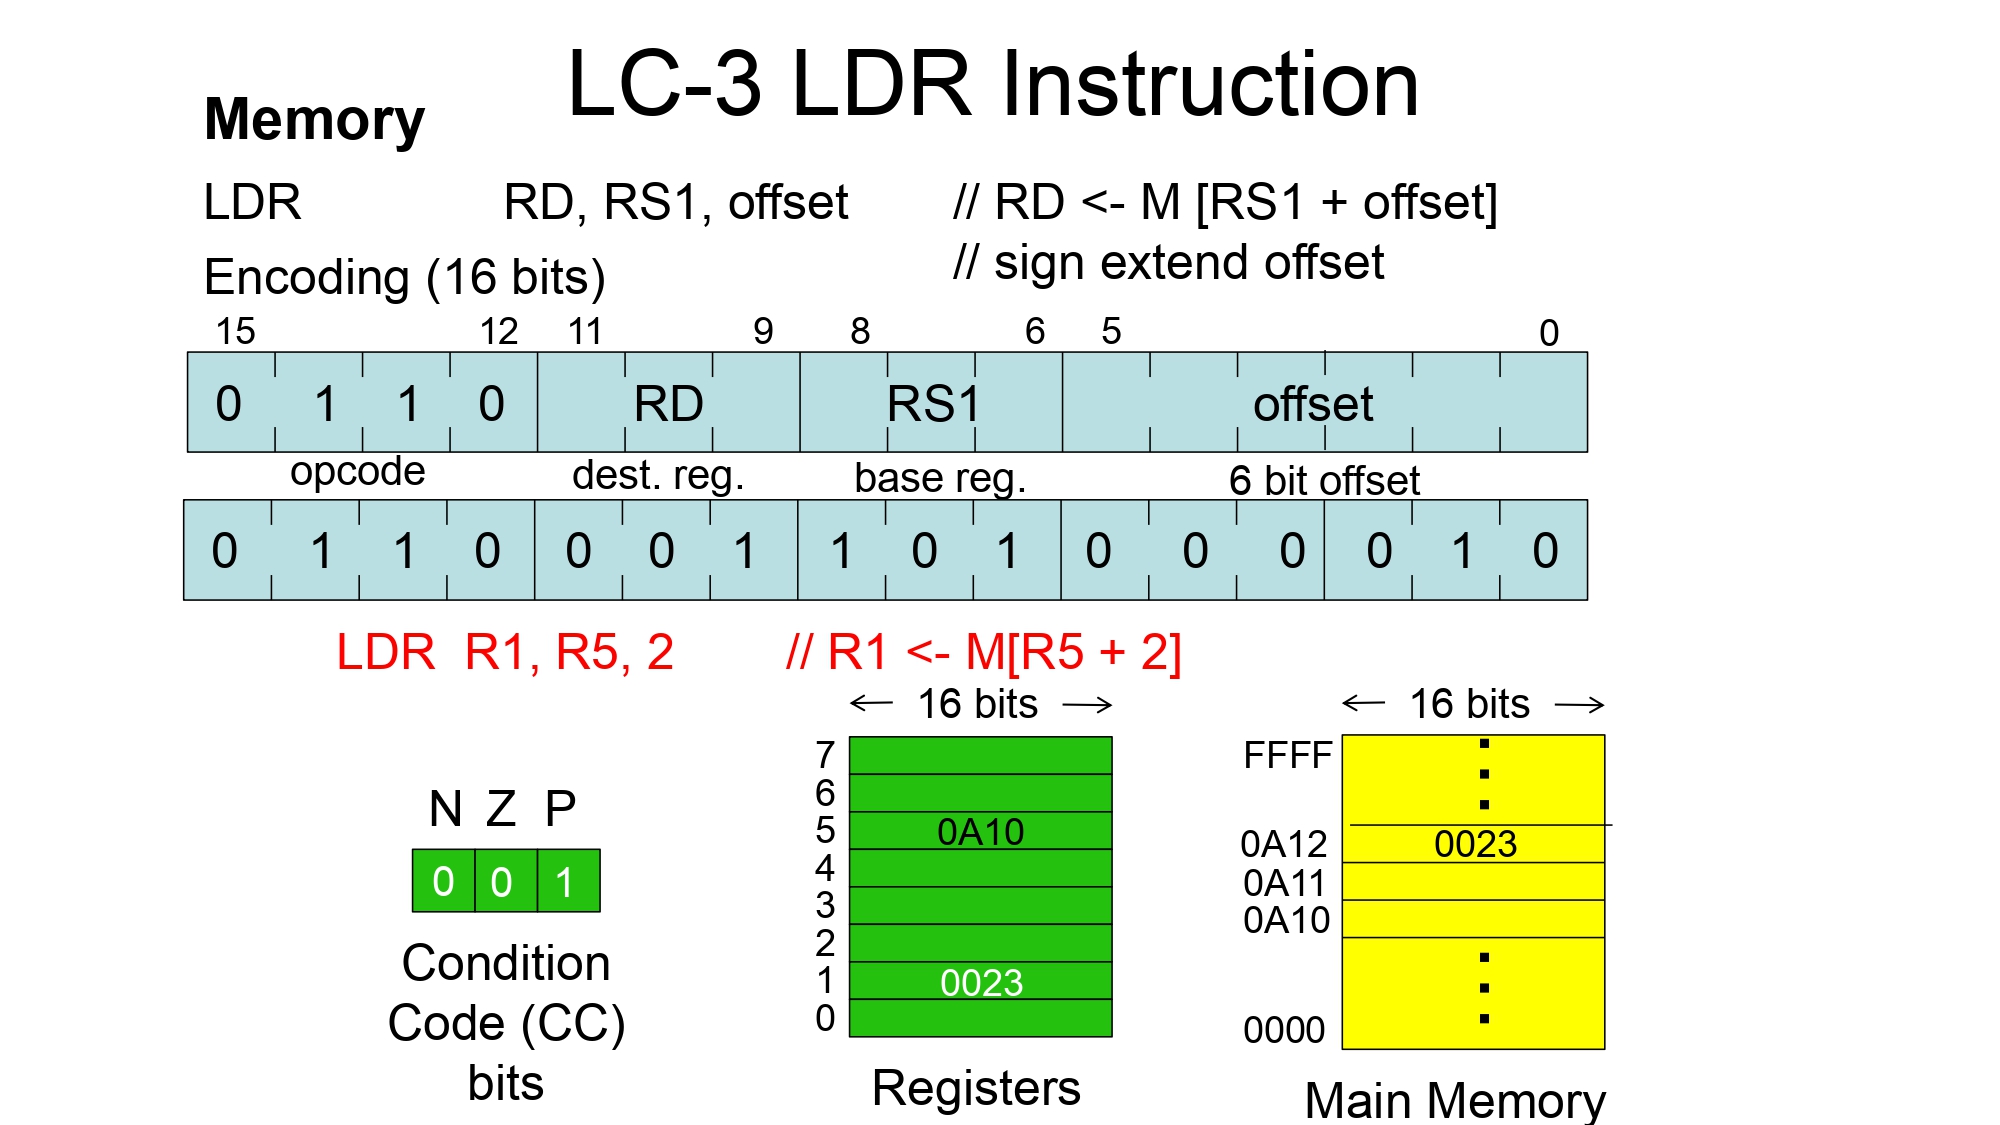 LC-3 LDR Instruction
Memory
LDR RD, RS1, offset // RD <- M [RS1 + offset]
// sign extend offset
Encoding (16 bits)
15 12 11 9 8 6 5 0
0 1 1 0 RD RS1 offset
opcode dest. reg. base reg. 6 bit offset
0 1 1 0 0 0 1 1 0 1 0 0 0 0 1 0
LDR R1, R5, 2 // R1 <- M[R5 + 2]
N Z P
0 0 1
Condition
Code (CC)
bits
16 bits
7
6
5 0A10
4
3
2
1 0023
0
Registers
16 bits
FFFF
0A12 0023
0A11
0A10
0000
Main Memory